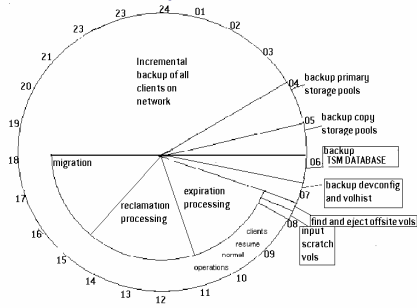 24
01
02
03
04
05
06
07
08
09
10
11
12
13
14
15
16
17
18
19
20
21
22
23
23
Incremental
backup of all
clients on
network
backup primary
storage pools
backup copy
storage pools
backup
TSM DATABASE
backup devconfig
and volhist
find and eject offsite vols
input
scratch
vols
migration
reclamation
processing
expiration
processing
clients
resume
normal
operations